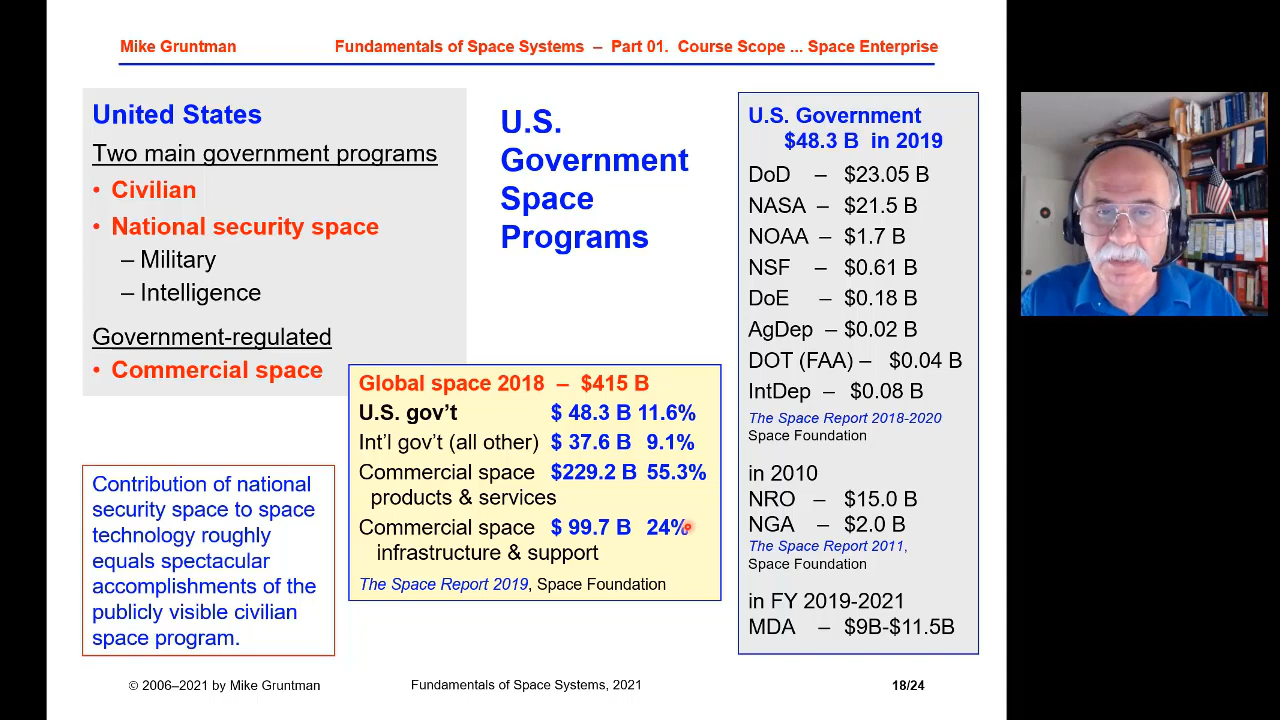 Mike Gruntman
Fundamentals of Space Systems – Part 01. Course Scope ... Space Enterprise
United States
Two main government programs
• Civilian
• National security space
– Military
– Intelligence
Government-regulated
• Commercial space
U.S.
Government
Space
Programs
Global space 2018 – $415 B
U.S. gov't $ 48.3 B 11.6%
Int'l gov't (all other) $ 37.6 B 9.1%
Commercial space $229.2 B 55.3%
products & services
Commercial space $ 99.7 B 24%
infrastructure & support
The Space Report 2019, Space Foundation
Contribution of national
security space to space
technology roughly
equals spectacular
accomplishments of the
publicly visible civilian
space program.
U.S. Government
$48.3 B in 2019
DoD – $23.05 B
NASA – $21.5 B
NOAA – $1.7 B
NSF – $0.61 B
DoE – $0.18 B
AgDep – $0.02 B
DOT (FAA) – $0.04 B
IntDep – $0.08 B
The Space Report 2018-2020
Space Foundation
in 2010
NRO – $15.0 B
NGA – $2.0 B
The Space Report 2011,
Space Foundation
in FY 2019-2021
MDA – $9B-$11.5B
© 2006–2021 by Mike Gruntman
Fundamentals of Space Systems, 2021
18/24